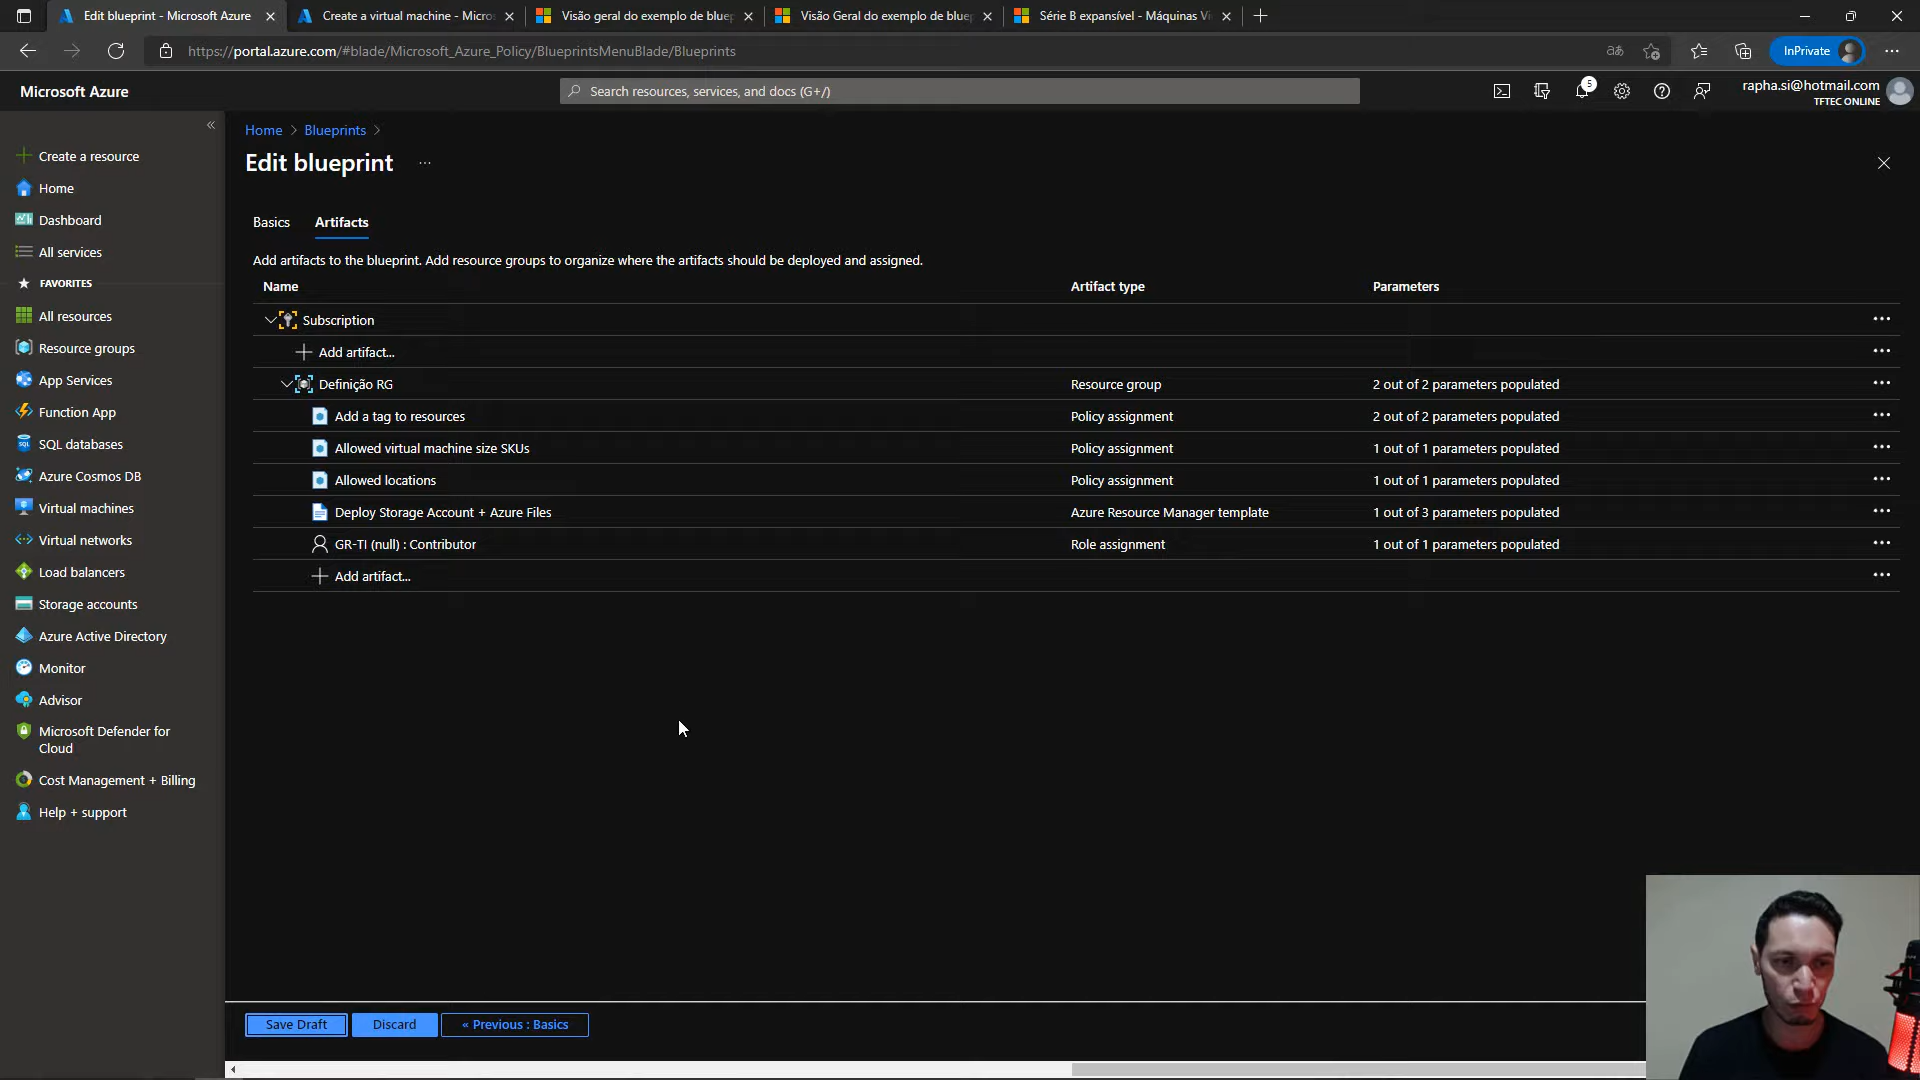 Edit blueprint - Microsoft Azure
Create a virtual machine - Micros
Visão geral do exemplo de bluep
Visão Geral do exemplo de blue
Série B expansível - Máquinas Vi
https://portal.azure.com/#blade/Microsoft_Azure_Policy/BlueprintsMenuBlade/Blueprints
InPrivate
Microsoft Azure
Search resources, services, and docs (G+/)
5
rapha.si@hotmail.com
TFTEC ONLINE
Home > Blueprints >
Edit blueprint ...
Create a resource
Home
Dashboard
All services
FAVORITES
All resources
Resource groups
App Services
Function App
SQL databases
Azure Cosmos DB
Virtual machines
Virtual networks
Load balancers
Storage accounts
Azure Active Directory
Monitor
Advisor
Microsoft Defender for
Cloud
Cost Management + Billing
Help + support
Basics
Artifacts
Add artifacts to the blueprint. Add resource groups to organize where the artifacts should be deployed and assigned.
Name Artifact type Parameters
Subscription
Add artifact...
Definição RG Resource group 2 out of 2 parameters populated
Add a tag to resources Policy assignment 2 out of 2 parameters populated
Allowed virtual machine size SKUs Policy assignment 1 out of 1 parameters populated
Allowed locations Policy assignment 1 out of 1 parameters populated
Deploy Storage Account + Azure Files Azure Resource Manager template 1 out of 3 parameters populated
GR-TI (null) : Contributor Role assignment 1 out of 1 parameters populated
Add artifact...
Save Draft
Discard
« Previous : Basics